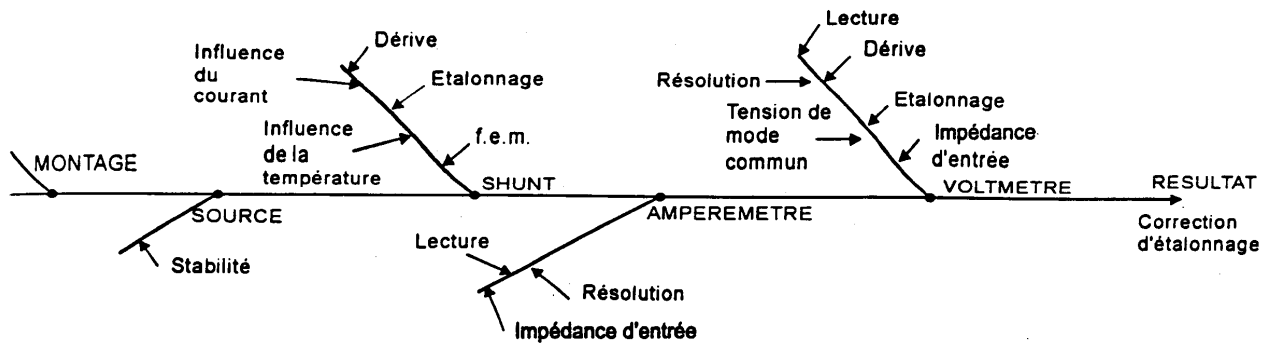 MONTAGE
SOURCE
Stabilité
Influence
du
courant
Dérive
Etalonnage
Influence
de la
température
f.e.m.
SHUNT
Lecture
Résolution
Impédance d'entrée
AMPEREMETRE
Lecture
Dérive
Résolution
Etalonnage
Tension de
mode
commun
Impédance
d'entrée
VOLTMETRE
RESULTAT
Correction
d'étalonnage